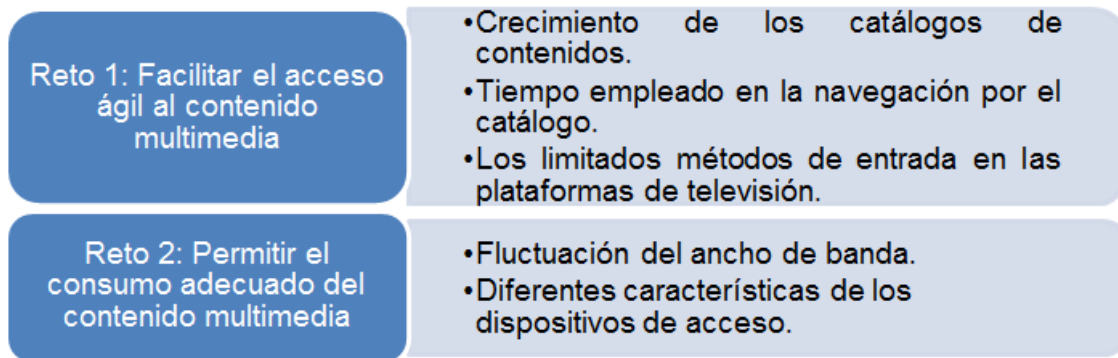 Reto 1: Facilitar el acceso
ágil al contenido
multimedia
•Crecimiento de los catálogos de
contenidos.
•Tiempo empleado en la navegación por el
catálogo.
•Los limitados métodos de entrada en las
plataformas de televisión.
Reto 2: Permitir el
consumo adecuado del
contenido multimedia
•Fluctuación del ancho de banda.
•Diferentes características de los
dispositivos de acceso.